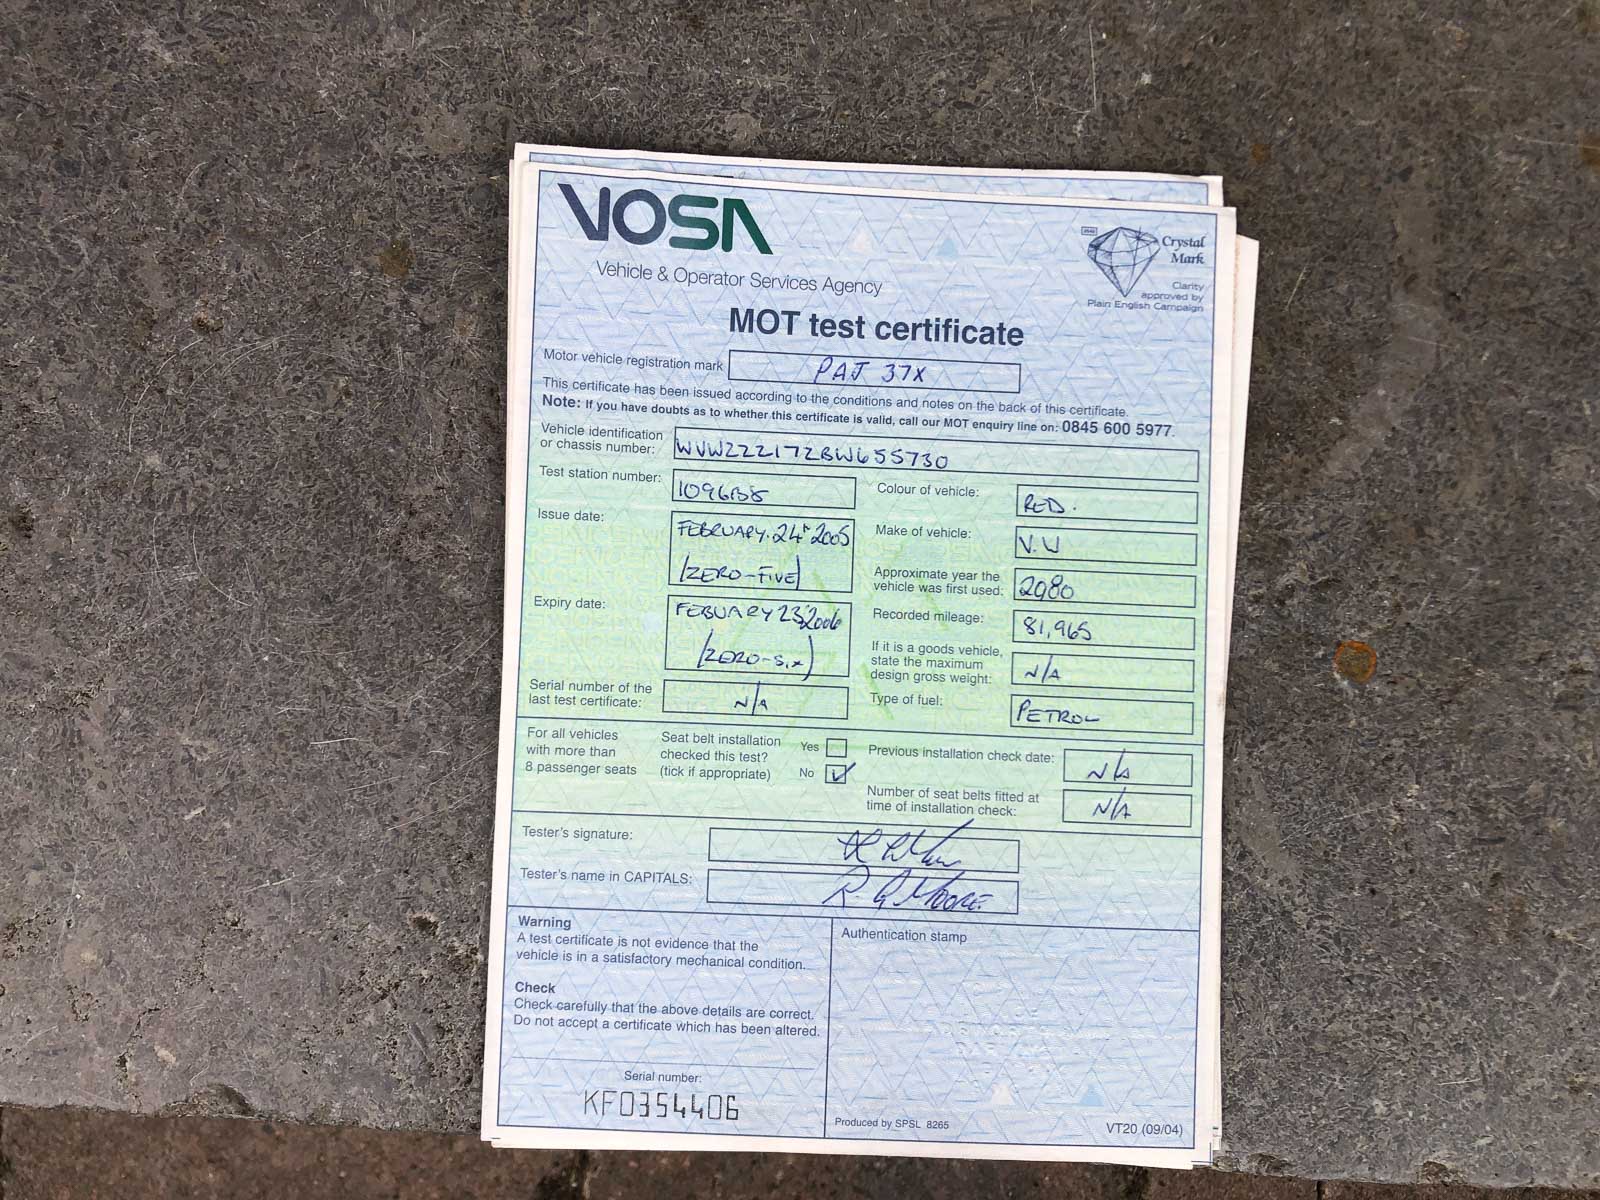 VOSA
Vehicle & Operator Services Agency
Crystal
Mark
Clarity
approved by
Plain English Campaign
MOT test certificate
Motor vehicle registration mark PAJ 37X
This certificate has been issued according to the conditions and notes on the back of this certificate.
Note: If you have doubts as to whether this certificate is valid, call our MOT enquiry line on: 0845 600 5977.
Vehicle identification
or chassis number: WVWZZZ17ZBW655730
Test station number: 1096B8
Colour of vehicle: RED.
Issue date: FEBRUARY. 24th 2005
(ZERO-FIVE)
Make of vehicle: V.W
Approximate year the
vehicle was first used: 2980
Expiry date: FEBUARY 23, 2006
(ZERO-Six)
Recorded mileage: 81,965
If it is a goods vehicle,
state the maximum
design gross weight: N/A
Serial number of the
last test certificate: N/A
Type of fuel: PETROL
For all vehicles
with more than
8 passenger seats
Seat belt installation
checked this test?
(tick if appropriate)
Yes
No ✓
Previous installation check date: N/A
Number of seat belts fitted at
time of installation check: N/A
Tester's signature:
Tester's name in CAPITALS: R. G MOORE.
Warning
A test certificate is not evidence that the
vehicle is in a satisfactory mechanical condition.
Check
Check carefully that the above details are correct.
Do not accept a certificate which has been altered.
Serial number:
KF0354406
Authentication stamp
Produced by SPSL 8265
VT20 (09/04)